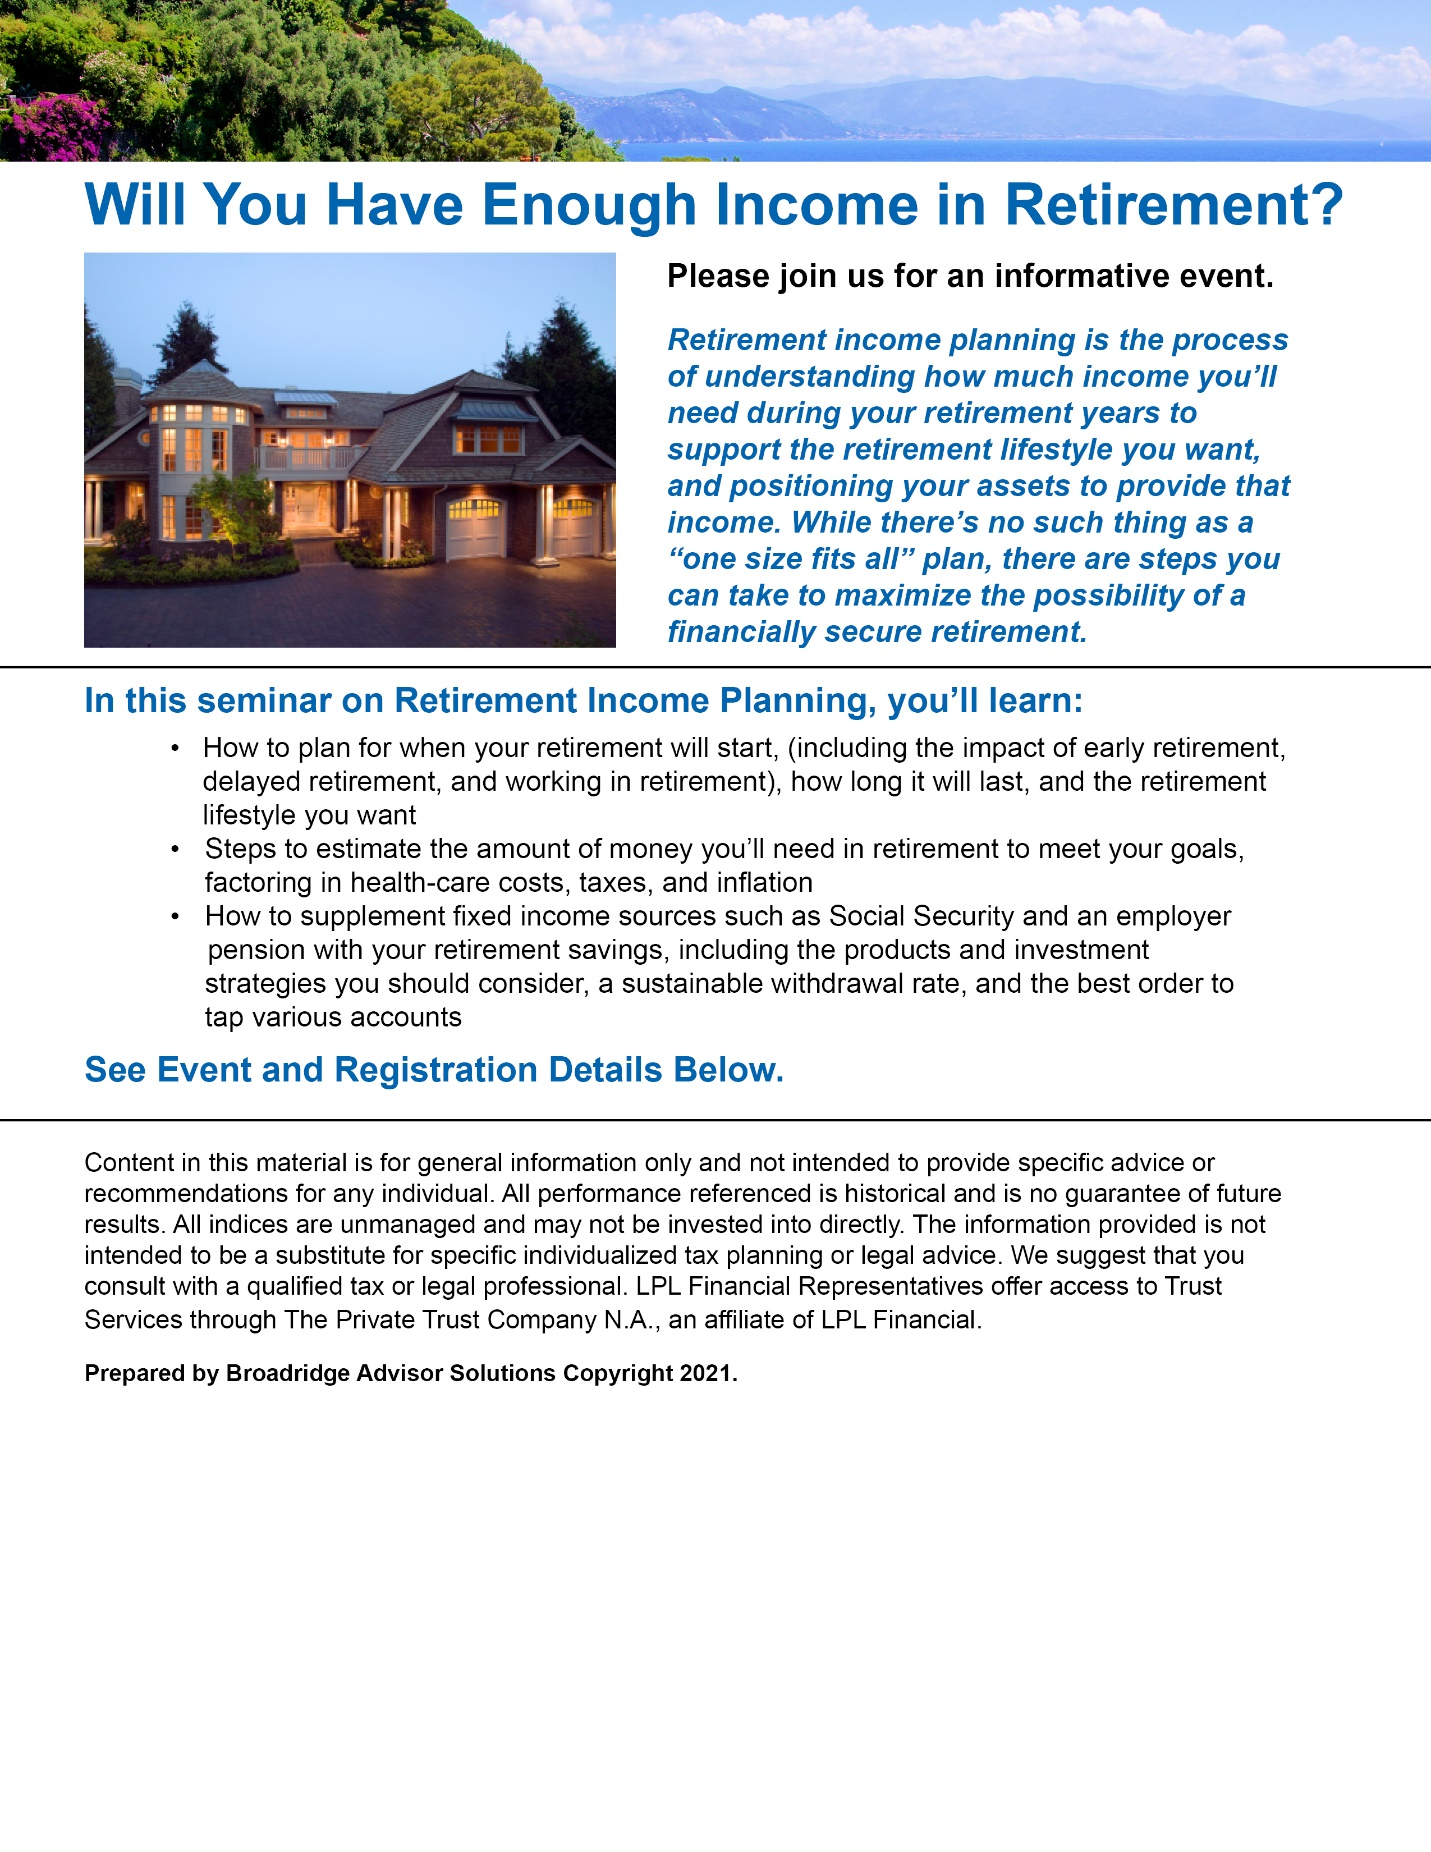 Will You Have Enough Income in Retirement?
Please join us for an informative event.
Retirement income planning is the process
of understanding how much income you’ll
need during your retirement years to
support the retirement lifestyle you want,
and positioning your assets to provide that
income. While there’s no such thing as a
“one size fits all” plan, there are steps you
can take to maximize the possibility of a
financially secure retirement.
In this seminar on Retirement Income Planning, you’ll learn:
• How to plan for when your retirement will start, (including the impact of early retirement,
delayed retirement, and working in retirement), how long it will last, and the retirement
lifestyle you want
• Steps to estimate the amount of money you’ll need in retirement to meet your goals,
factoring in health-care costs, taxes, and inflation
• How to supplement fixed income sources such as Social Security and an employer
pension with your retirement savings, including the products and investment
strategies you should consider, a sustainable withdrawal rate, and the best order to
tap various accounts
See Event and Registration Details Below.
Content in this material is for general information only and not intended to provide specific advice or
recommendations for any individual. All performance referenced is historical and is no guarantee of future
results. All indices are unmanaged and may not be invested into directly. The information provided is not
intended to be a substitute for specific individualized tax planning or legal advice. We suggest that you
consult with a qualified tax or legal professional. LPL Financial Representatives offer access to Trust
Services through The Private Trust Company N.A., an affiliate of LPL Financial.
Prepared by Broadridge Advisor Solutions Copyright 2021.